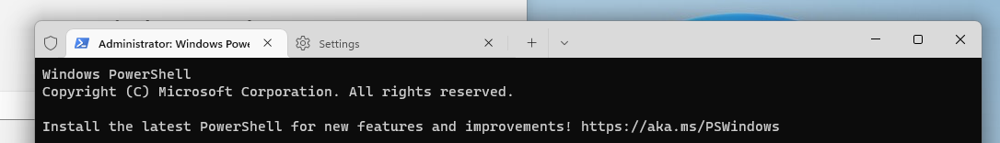 Administrator: Windows Powe
Settings
Windows PowerShell
Copyright (C) Microsoft Corporation. All rights reserved.
Install the latest PowerShell for new features and improvements! https://aka.ms/PSWindows